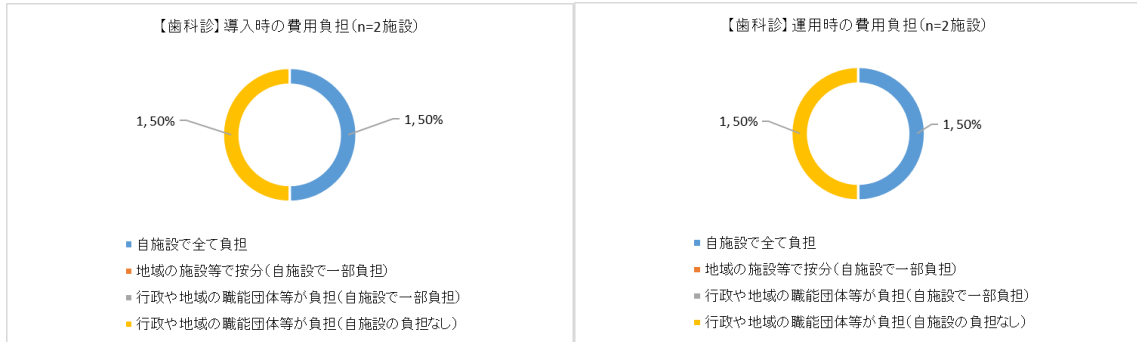 【歯科診】導入時の費用負担(n=2施設)
1, 50%
1, 50%
■ 自施設で全て負担
■ 地域の施設等で按分(自施設で一部負担)
■ 行政や地域の職能団体等が負担(自施設で一部負担)
■ 行政や地域の職能団体等が負担(自施設の負担なし)
【歯科診】運用時の費用負担(n=2施設)
1, 50%
1, 50%
■ 自施設で全て負担
■ 地域の施設等で按分(自施設で一部負担)
■ 行政や地域の職能団体等が負担(自施設で一部負担)
■ 行政や地域の職能団体等が負担(自施設の負担なし)